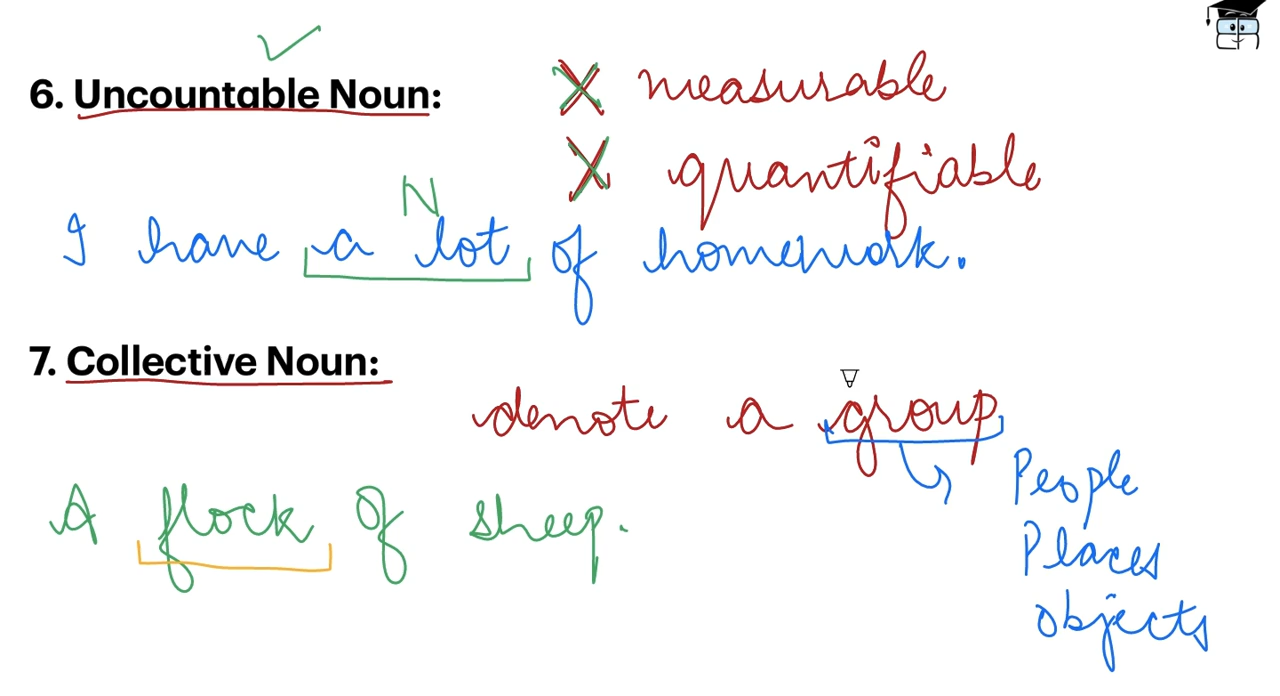 6. Uncountable Noun:
X measurable
X quantifiable
N
I have a lot of homework.
7. Collective Noun:
denote a group
People
Places
objects
A flock of sheep.